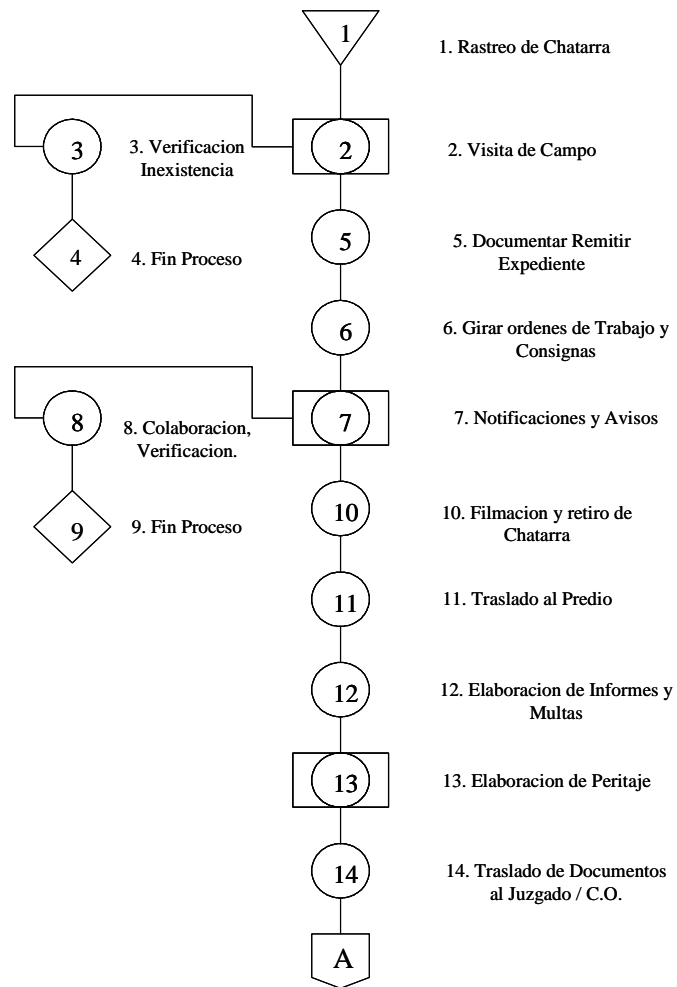 1
1. Rastreo de Chatarra
3
3. Verificacion
Inexistencia
2
2. Visita de Campo
4
4. Fin Proceso
5
5. Documentar Remitir
Expediente
6
6. Girar ordenes de Trabajo y
Consignas
8
8. Colaboracion,
Verificacion.
7
7. Notificaciones y Avisos
9
9. Fin Proceso
10
10. Filmacion y retiro de
Chatarra
11
11. Traslado al Predio
12
12. Elaboracion de Informes y
Multas
13
13. Elaboracion de Peritaje
14
14. Traslado de Documentos
al Juzgado / C.O.
A